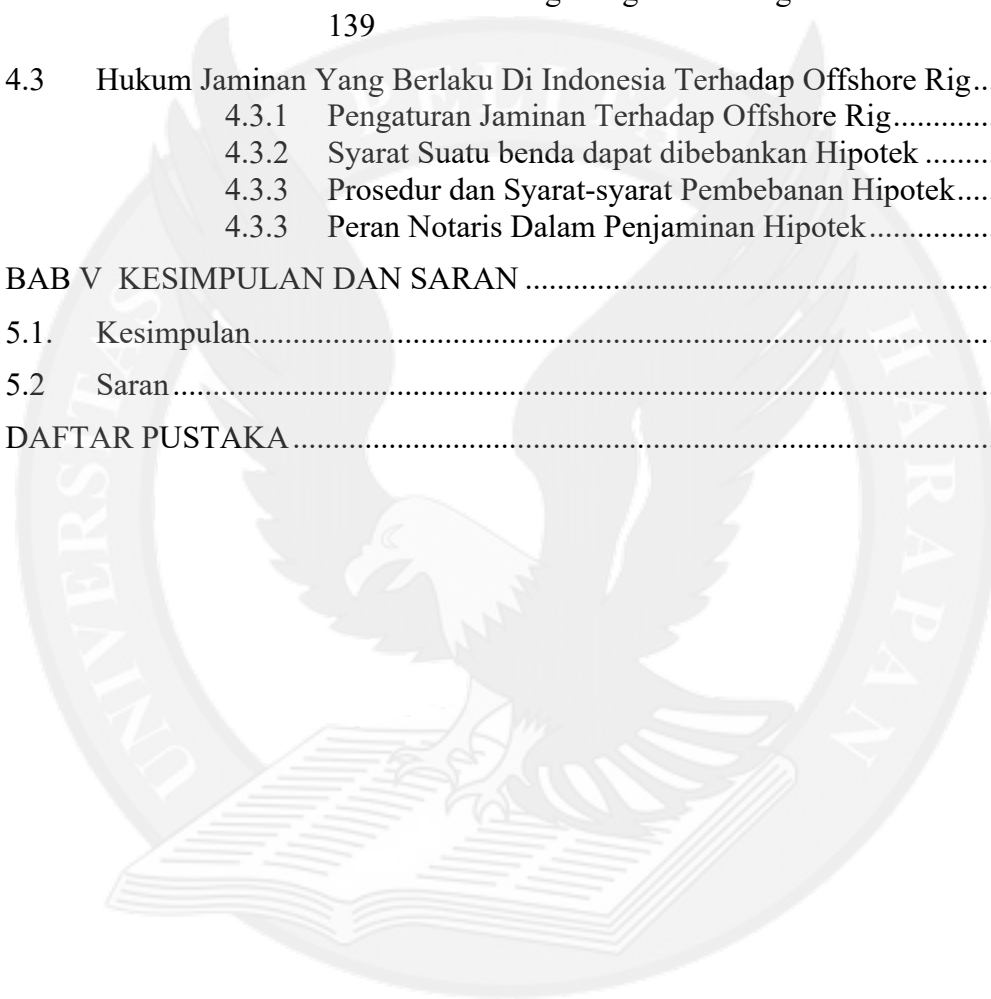 139
4.3 Hukum Jaminan Yang Berlaku Di Indonesia Terhadap Offshore Rig...
4.3.1 Pengaturan Jaminan Terhadap Offshore Rig.............
4.3.2 Syarat Suatu benda dapat dibebankan Hipotek .........
4.3.3 Prosedur dan Syarat-syarat Pembebanan Hipotek.....
4.3.3 Peran Notaris Dalam Penjaminan Hipotek................
BAB V KESIMPULAN DAN SARAN ............................................................
5.1. Kesimpulan..............................................................................................
5.2 Saran........................................................................................................
DAFTAR PUSTAKA.........................................................................................
UNIVERSITAS PELITA HARAPAN